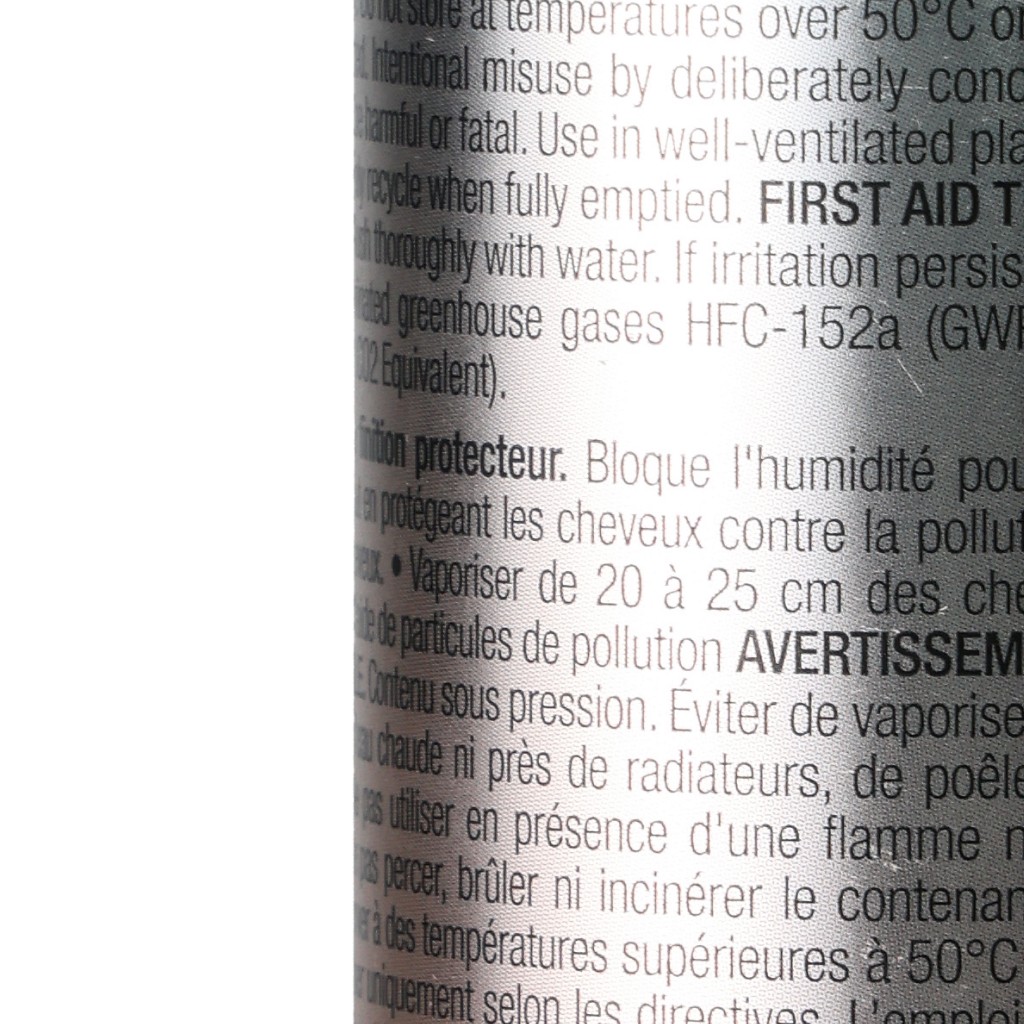 not store at temperatures over 50°C or
Intentional misuse by deliberately conc
harmful or fatal. Use in well-ventilated pla
recycle when fully emptied. FIRST AID T
thoroughly with water. If irritation persis
greenhouse gases HFC-152a (GWP
Equivalent).
protecteur. Bloque l'humidité pou
en protégeant les cheveux contre la pollut
• Vaporiser de 20 à 25 cm des che
de particules de pollution AVERTISSEM
Contenu sous pression. Éviter de vaporise
chaude ni près de radiateurs, de poêle
pas utiliser en présence d'une flamme n
pas percer, brûler ni incinérer le contenan
à des températures supérieures à 50°C
uniquement selon les directives. L'emploi